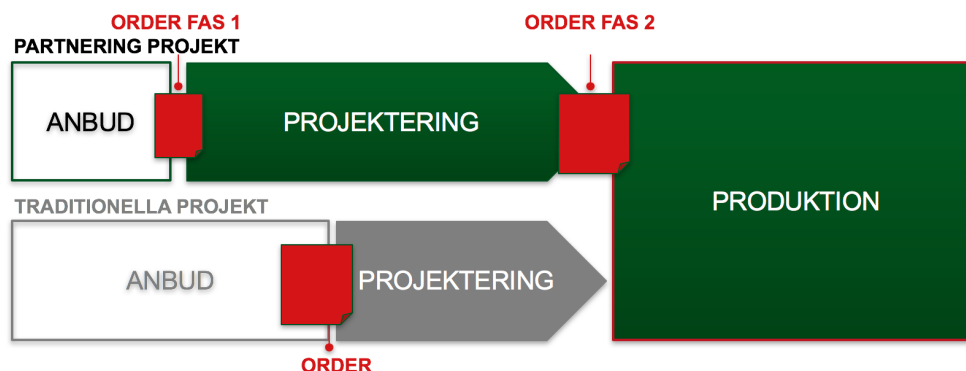 ORDER FAS 1
ORDER FAS 2
PARTNERING PROJEKT
ANBUD
PROJEKTERING
PRODUKTION
TRADITIONELLA PROJEKT
ANBUD
PROJEKTERING
ORDER